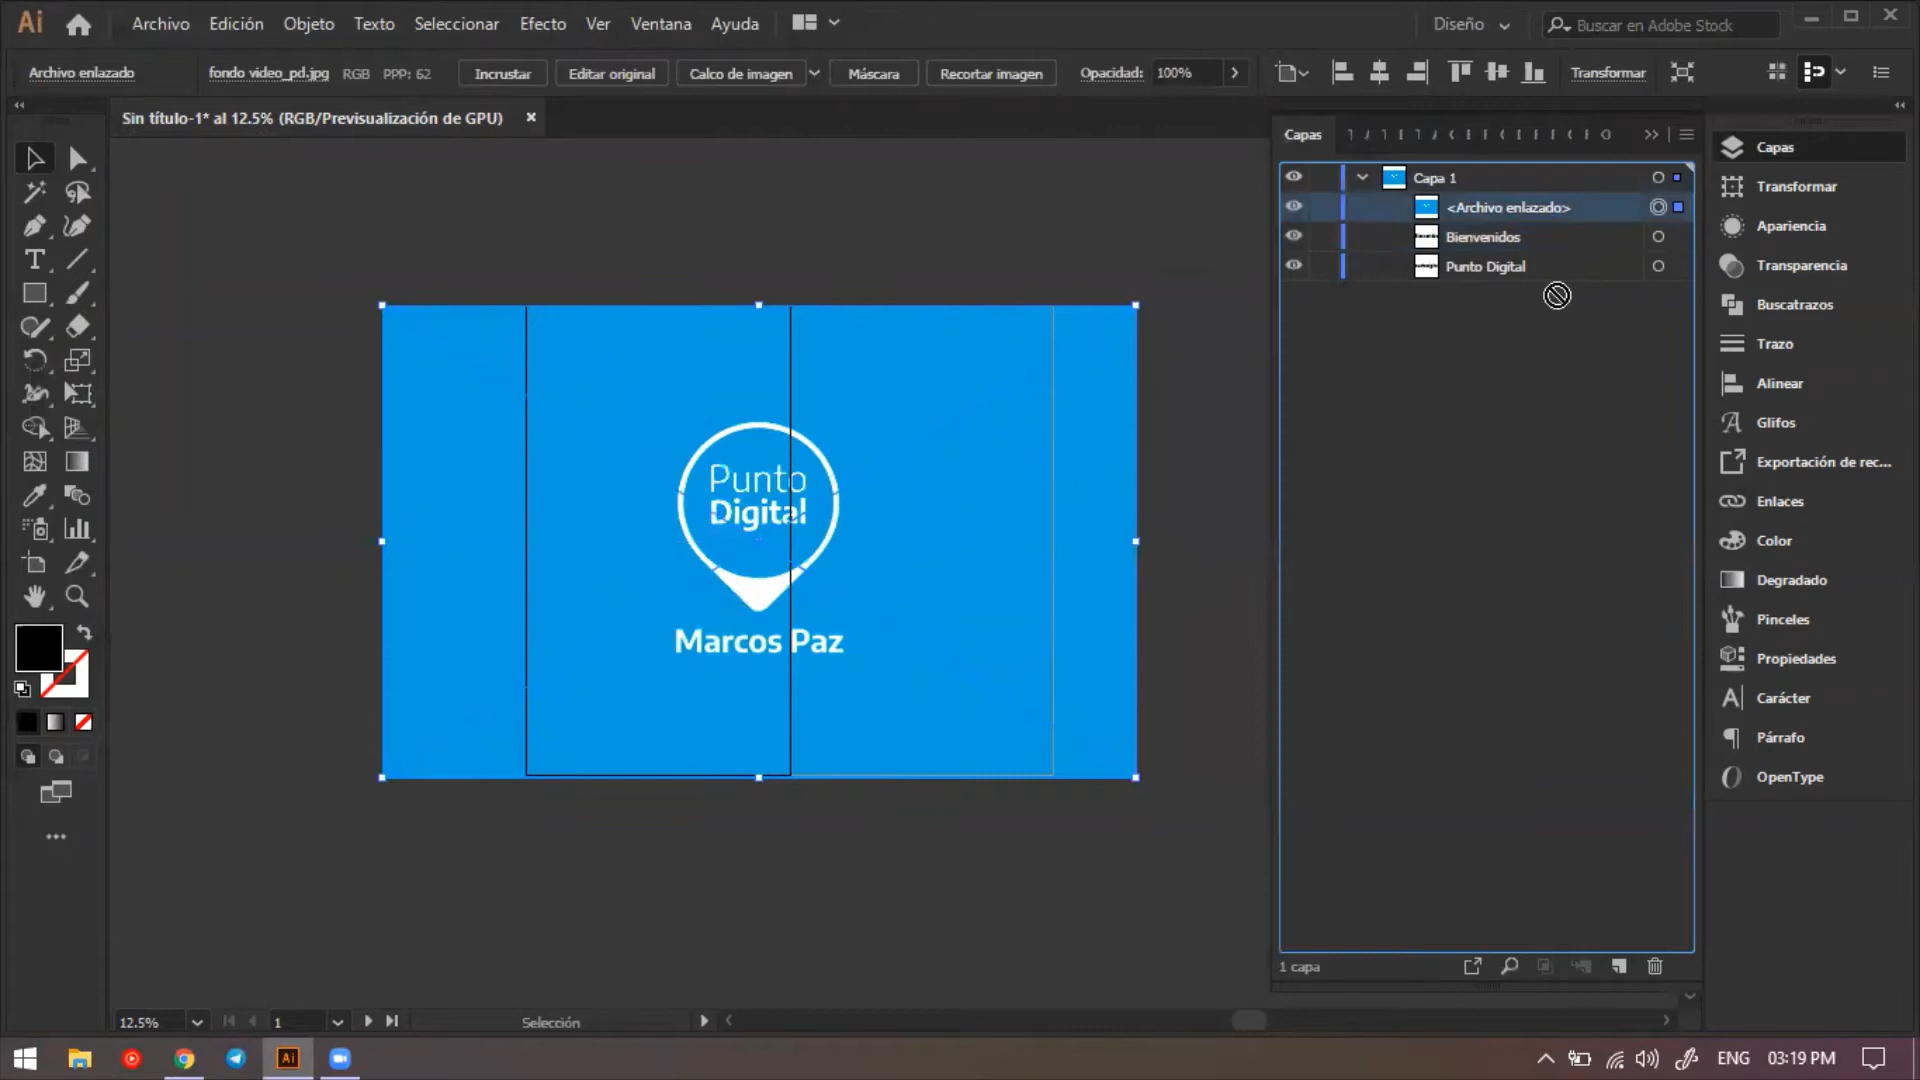 Ai
Archivo Edición Objeto Texto Seleccionar Efecto Ver Ventana Ayuda
Diseño
Buscar en Adobe Stock
Archivo enlazado
fondo video_pd.jpg RGB PPP: 62 Incrustar Editar original Calco de imagen Máscara Recortar imagen Opacidad: 100% Transformar
Sin título-1* al 12.5% (RGB/Previsualización de GPU)
Capas
Capa 1
<Archivo enlazado>
Bienvenidos
Punto Digital
Punto
Digital
Marcos Paz
Capas
Transformar
Apariencia
Transparencia
Buscatrazos
Trazo
Alinear
Glifos
Exportación de rec...
Enlaces
Color
Degradado
Pinceles
Propiedades
Carácter
Párrafo
OpenType
1 capa
12.5%
1
Selección
Ai
ENG 03:19 PM